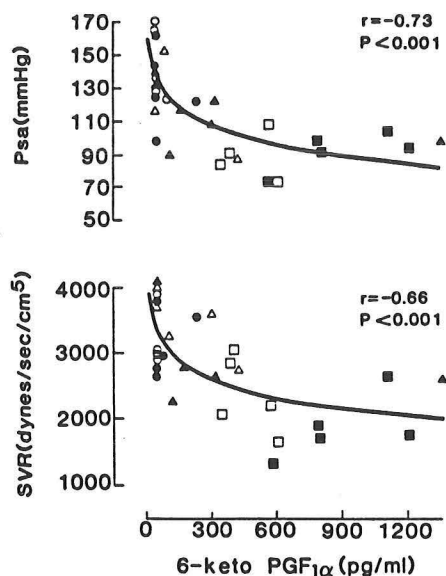 r=-0.73
P<0.001
170
150
130
110
90
70
50
Psa(mmHg)
r=-0.66
P<0.001
4000
3000
2000
1000
SVR(dynes/sec/cm⁵)
0 300 600 900 1200
6-keto PGF₁α(pg/ml)